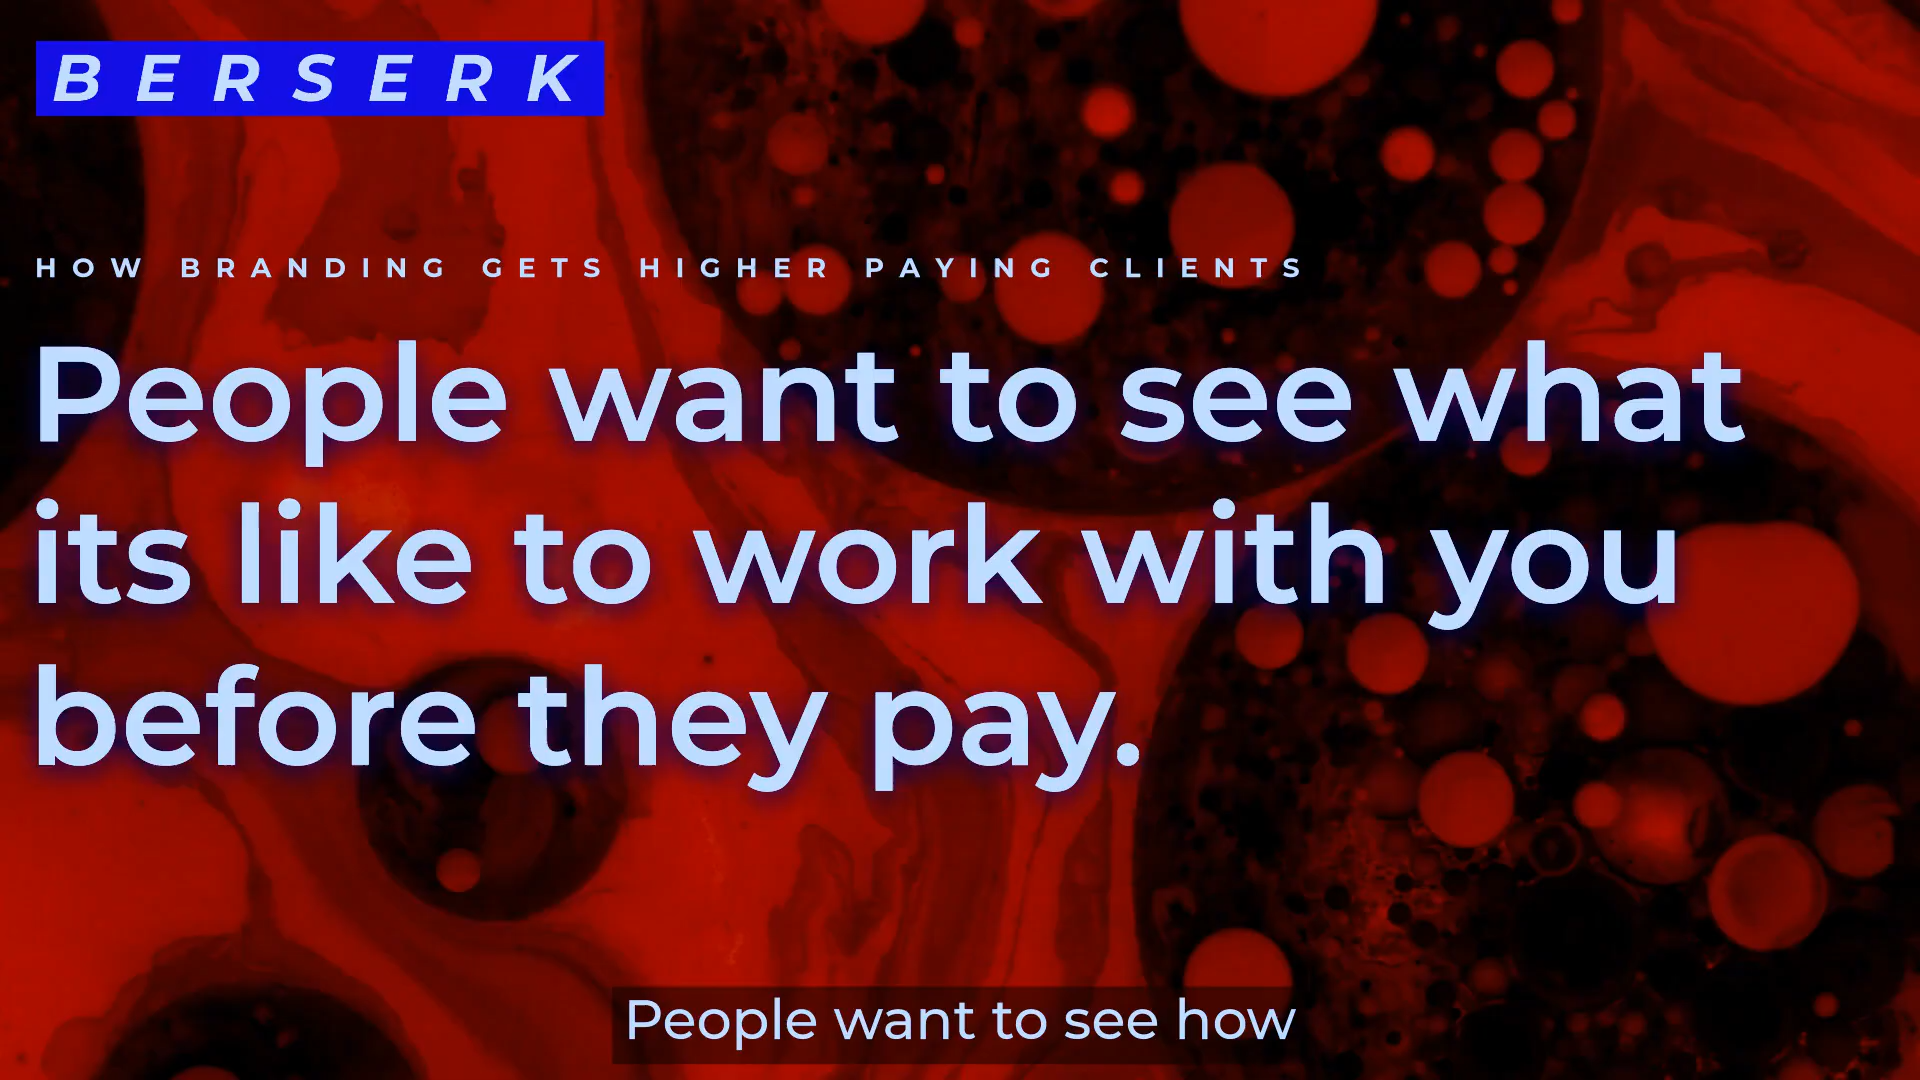 BERSERK
HOW BRANDING GETS HIGHER PAYING CLIENTS
People want to see what
its like to work with you
before they pay.
People want to see how